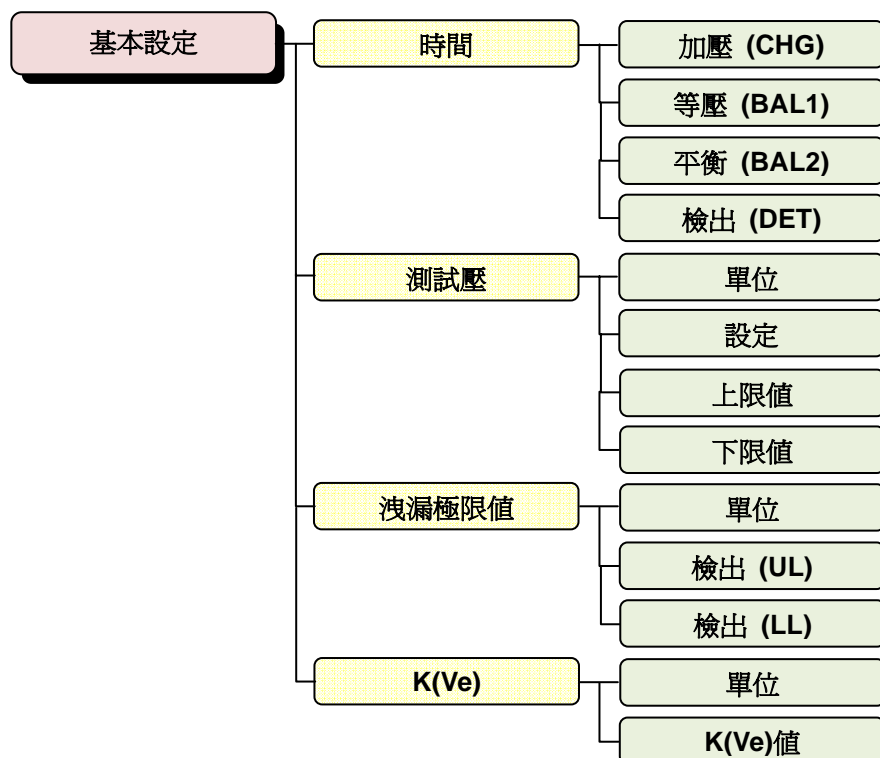 基本設定
時間
加壓 (CHG)
等壓 (BAL1)
平衡 (BAL2)
檢出 (DET)
測試壓
單位
設定
上限值
下限值
洩漏極限值
單位
檢出 (UL)
檢出 (LL)
K(Ve)
單位
K(Ve)值